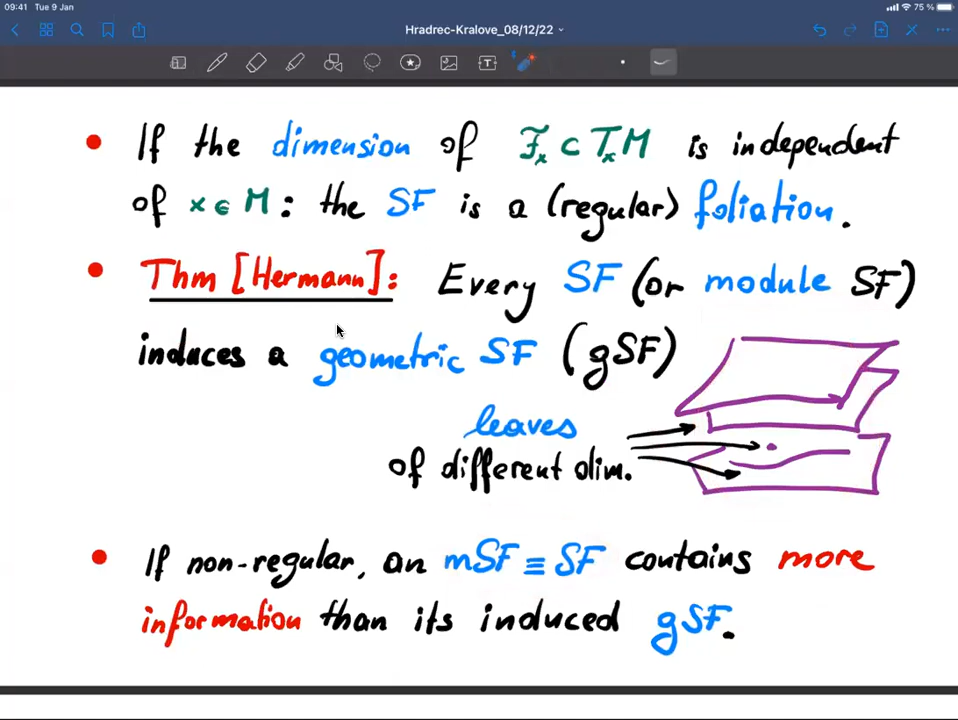 09:41 Tue 9 Jan
75 %
Hradrec-Kralove_08/12/22
• If the dimension of Fₓ ⊂ TₓM is independent
of x ∈ M : the SF is a (regular) foliation.
• Thm [Hermann]: Every SF (or module SF)
induces a geometric SF (gSF)
leaves
of different dim.
• If non-regular, an mSF ≡ SF contains more
information than its induced gSF.